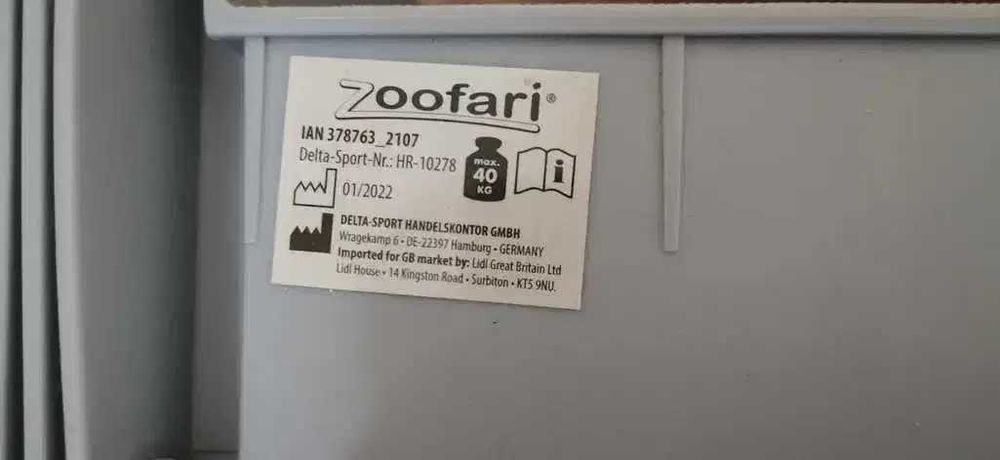 Zoofari®
IAN 378763_2107
Delta-Sport-Nr.: HR-10278
max.
40
KG
i
01/2022
DELTA-SPORT HANDELSKONTOR GMBH
Wragekamp 6 • DE-22397 Hamburg • GERMANY
Imported for GB market by: Lidl Great Britain Ltd
Lidl House • 14 Kingston Road • Surbiton • KT5 9NU.